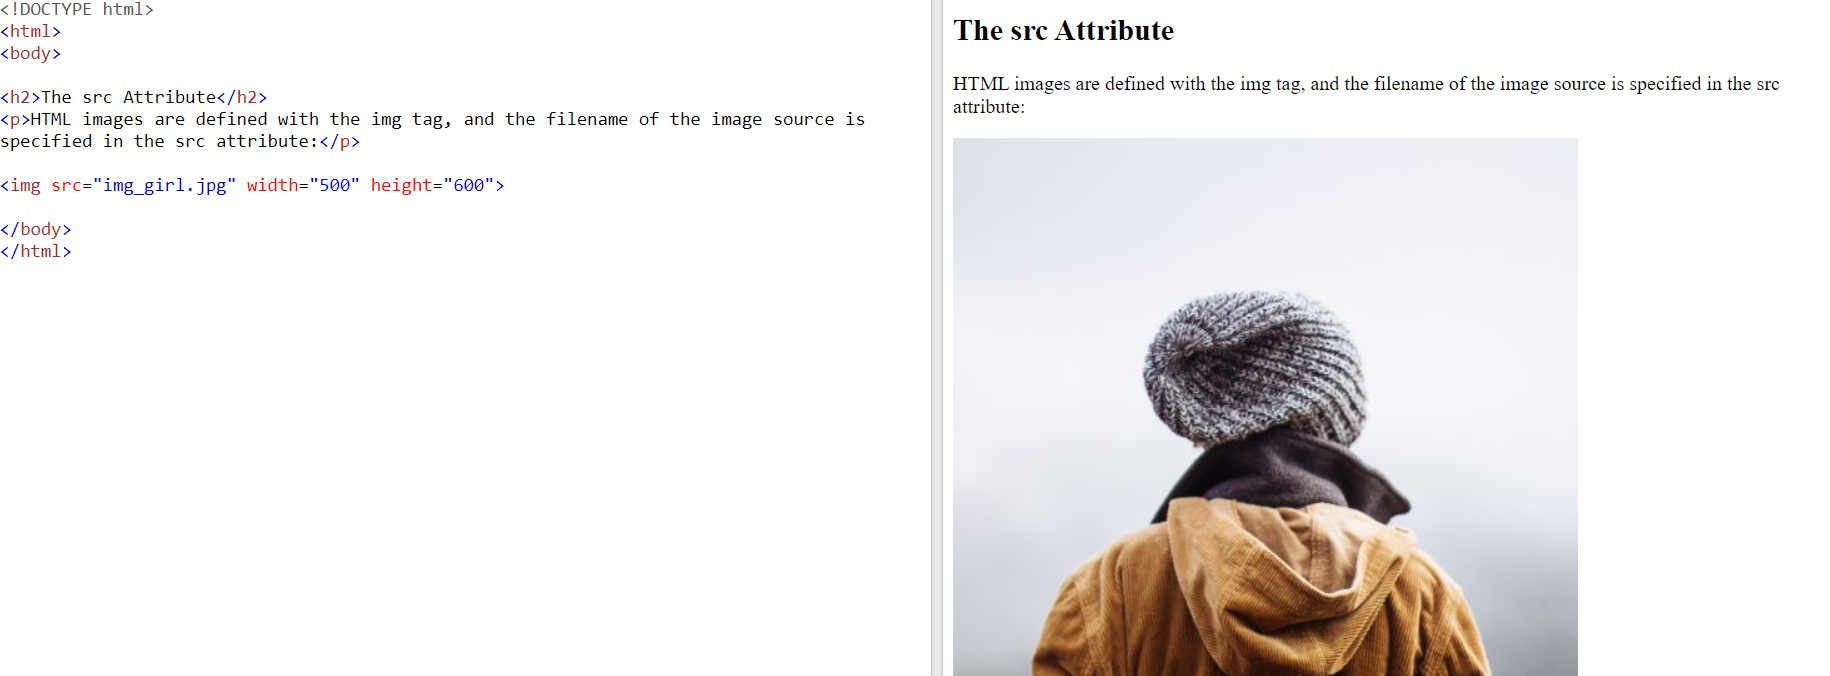 <!DOCTYPE html>
<html>
<body>
<h2>The src Attribute</h2>
<p>HTML images are defined with the img tag, and the filename of the image source is
specified in the src attribute:</p>
<img src="img_girl.jpg" width="500" height="600">
</body>
</html>
The src Attribute
HTML images are defined with the img tag, and the filename of the image source is specified in the src
attribute: